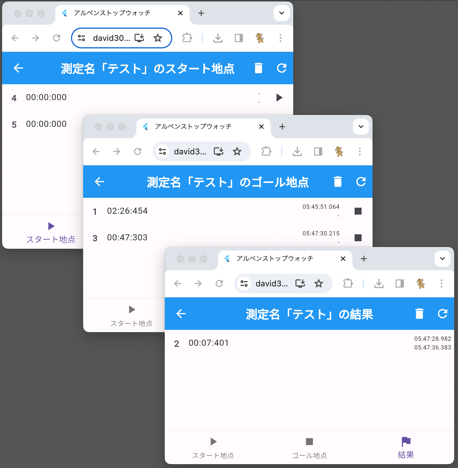 アルペンストップウォッチ
david30...
測定名「テスト」のスタート地点
4 00:00:000 -
-
5 00:00:000
スタート地点
アルペンストップウォッチ
david3...
測定名「テスト」のゴール地点
1 02:26:454 05:45:51.064
-
3 00:47:303 05:47:30.215
-
スタート地点
アルペンストップウォッチ
david3...
測定名「テスト」の結果
2 00:07:401 05:47:28.982
05:47:36.383
スタート地点 ゴール地点 結果